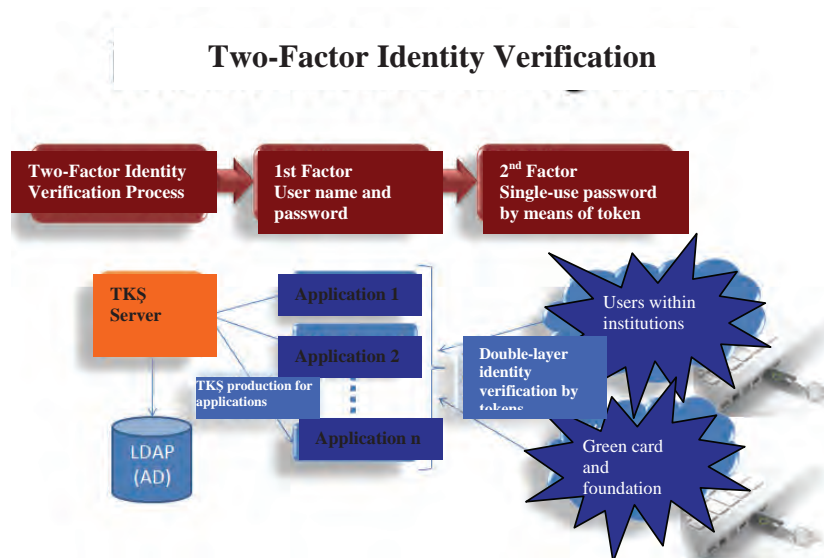 Two-Factor Identity Verification
Two-Factor Identity
Verification Process
1st Factor
User name and
password
2nd Factor
Single-use password
by means of token
TKŞ
Server
Application 1
Application 2
Application n
TKŞ production for
applications
Double-layer
identity
verification by
tokens
Users within
institutions
Green card
and
foundation
LDAP
(AD)